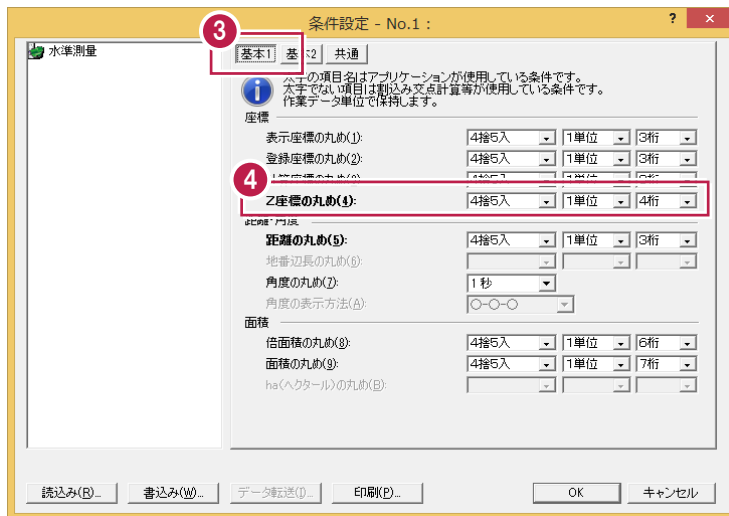 条件設定 - No.1 :
? ×
3
水準測量
基本1 基本2 共通
太字の項目名はアプリケーションが使用している条件です。
太字でない項目は割込み交点計算等が使用している条件です。
作業データ単位で保持します。
座標
表示座標の丸め(1): 4捨5入 1単位 3桁
登録座標の丸め(2): 4捨5入 1単位 3桁
4
Z座標の丸め(4): 4捨5入 1単位 4桁
距離・角度
距離の丸め(5): 4捨5入 1単位 3桁
地番辺長の丸め(6):
角度の丸め(7): 1秒
角度の表示方法(A): ○-○-○
面積
倍面積の丸め(8): 4捨5入 1単位 6桁
面積の丸め(9): 4捨5入 1単位 7桁
ha(ヘクタール)の丸め(B):
読込み(R)... 書込み(W)... データ転送(I)... 印刷(P)... OK キャンセル